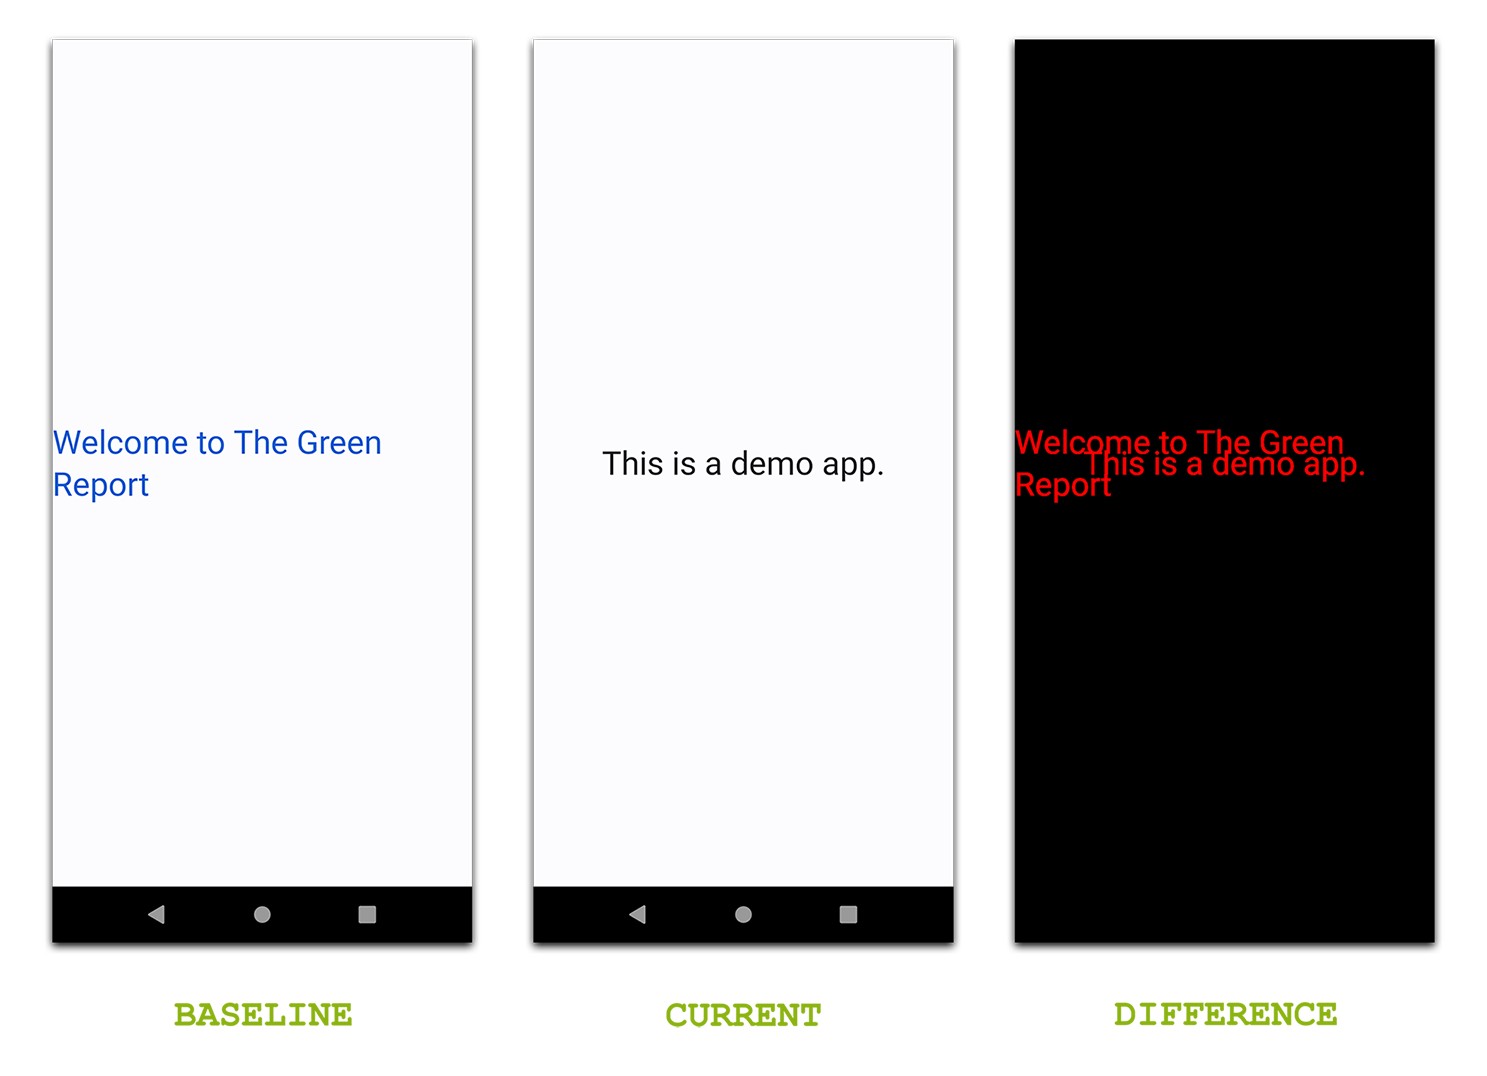 Welcome to The Green
Report
BASELINE
This is a demo app.
CURRENT
Welcome to The Green
This is a demo app.
Report
DIFFERENCE